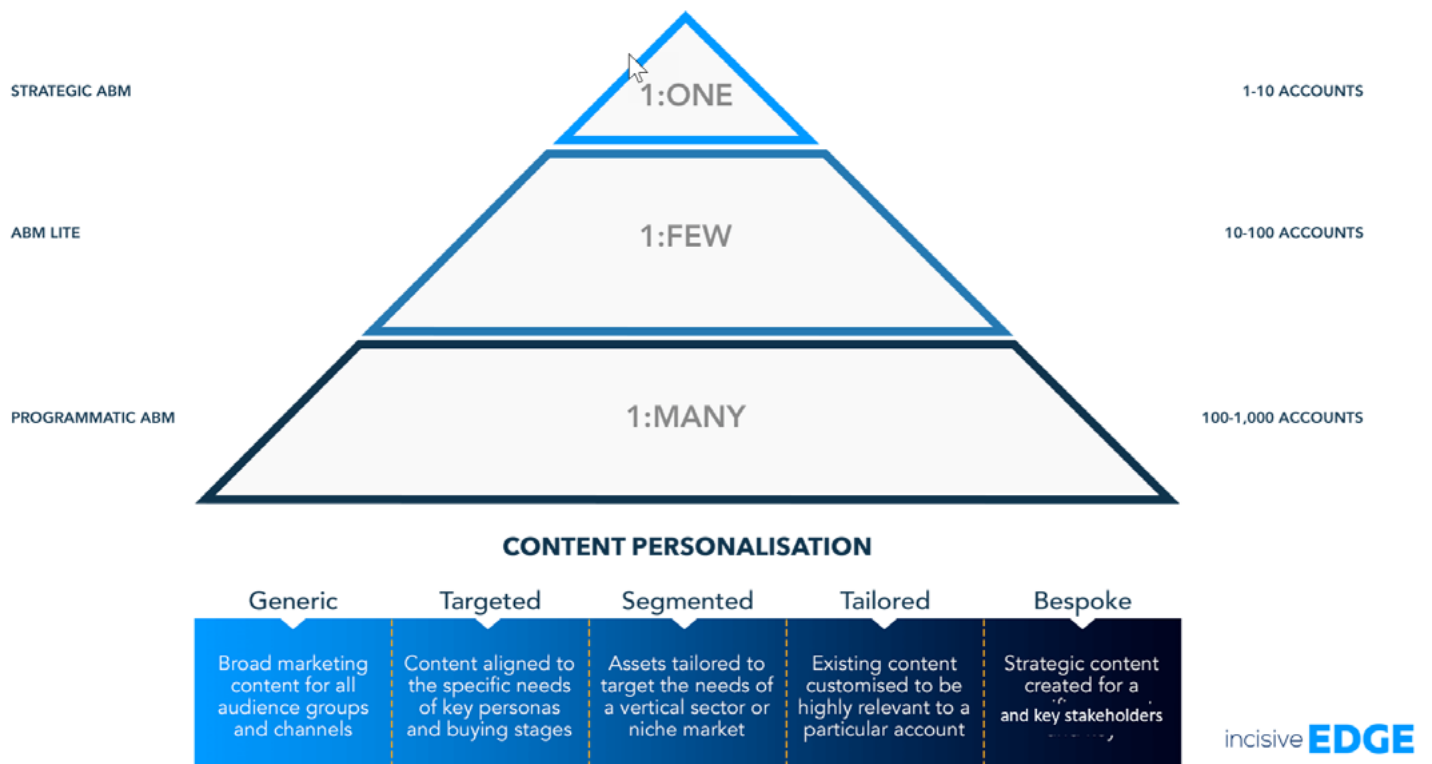 STRATEGIC ABM
1:ONE
1-10 ACCOUNTS
ABM LITE
1:FEW
10-100 ACCOUNTS
PROGRAMMATIC ABM
1:MANY
100-1,000 ACCOUNTS
CONTENT PERSONALISATION
Generic
Broad marketing
content for all
audience groups
and channels
Targeted
Content aligned to
the specific needs
of key personas
and buying stages
Segmented
Assets tailored to
target the needs of
a vertical sector or
niche market
Tailored
Existing content
customised to be
highly relevant to a
particular account
Bespoke
Strategic content
created for a
and key stakeholders
incisive EDGE